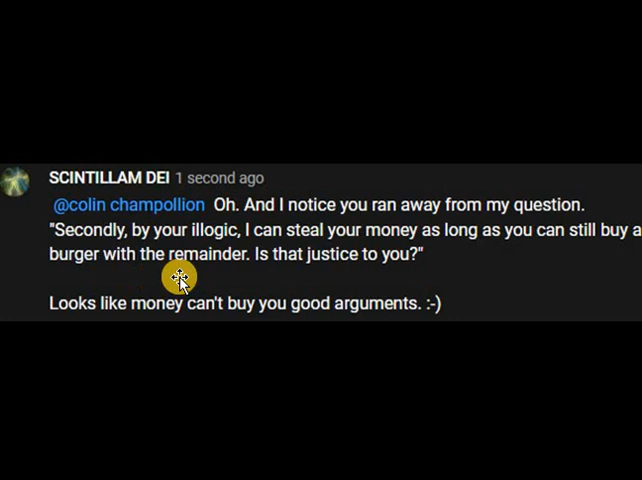 SCINTILLAM DEI 1 second ago
@colin champollion Oh. And I notice you ran away from my question.
"Secondly, by your illogic, I can steal your money as long as you can still buy a
burger with the remainder. Is that justice to you?"
Looks like money can't buy you good arguments. :-)